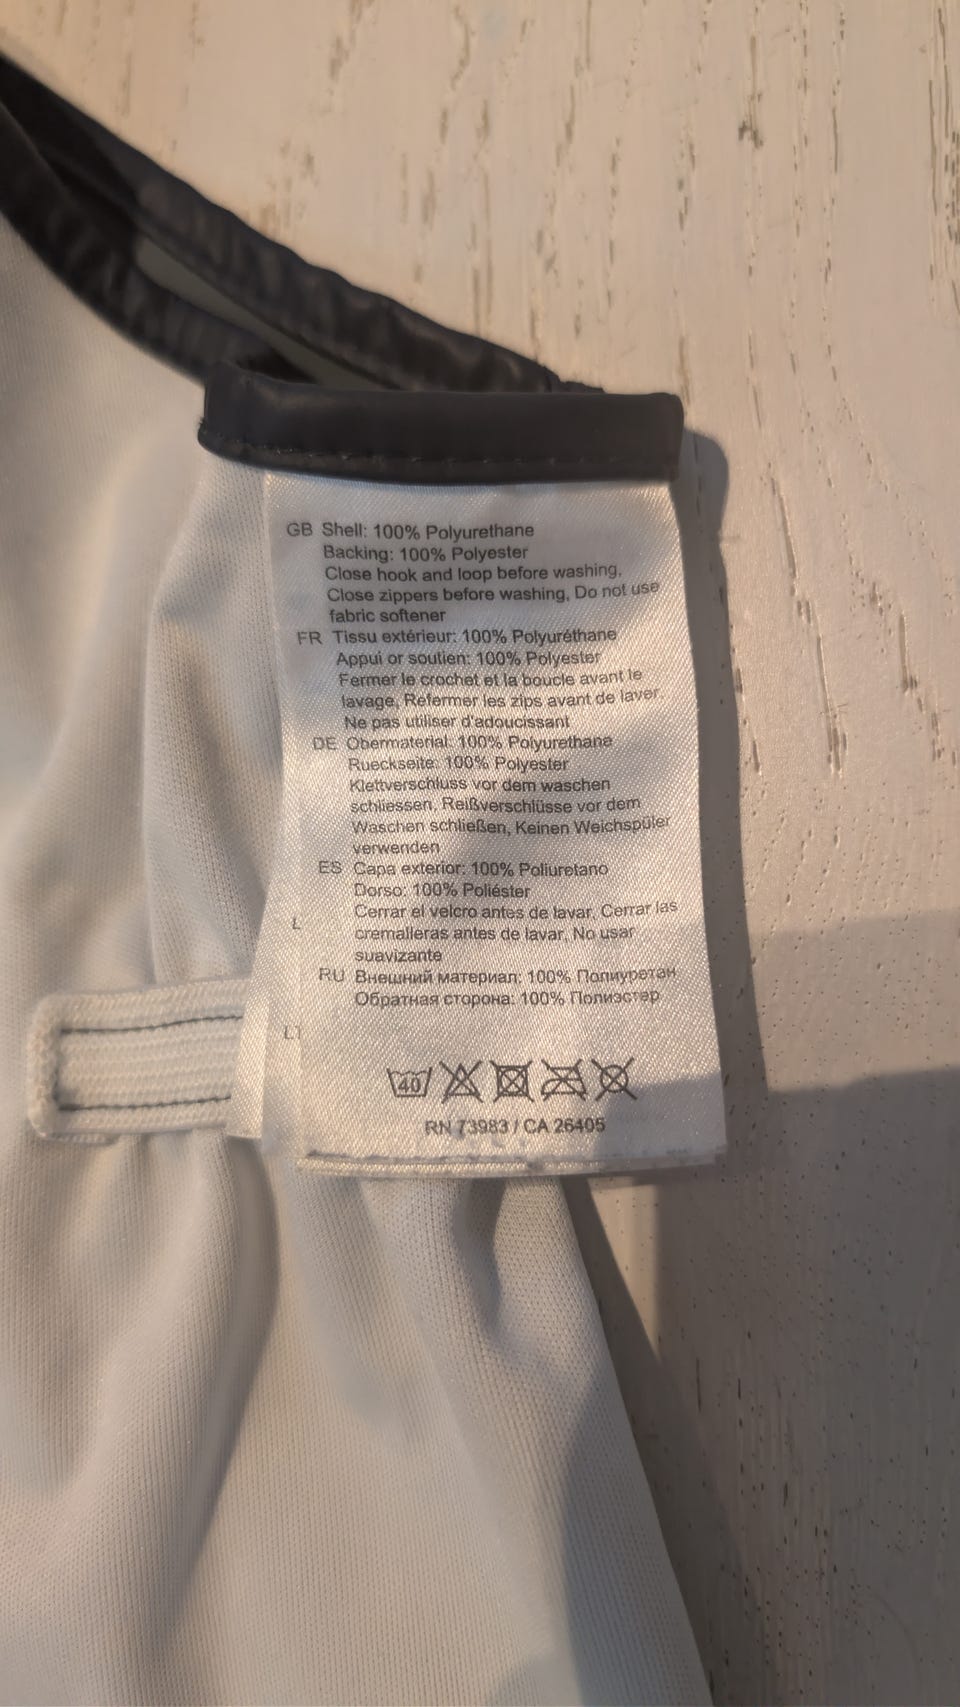 GB Shell: 100% Polyurethane
Backing: 100% Polyester
Close hook and loop before washing,
Close zippers before washing, Do not use
fabric softener
FR Tissu extérieur: 100% Polyuréthane
Appui or soutien: 100% Polyester
Fermer le crochet et la boucle avant le
lavage, Refermer les zips avant de laver,
Ne pas utiliser d'adoucissant
DE Obermaterial: 100% Polyurethane
Rueckseite: 100% Polyester
Klettverschluss vor dem waschen
schliessen, Reißverschlüsse vor dem
Waschen schließen, Keinen Weichspüler
verwenden
ES Capa exterior: 100% Poliuretano
Dorso: 100% Poliéster
Cerrar el velcro antes de lavar, Cerrar las
cremalleras antes de lavar, No usar
suavizante
RU Внешний материал: 100% Полиуретан
Обратная сторона: 100% Полиэстер
40
RN 73983 / CA 26405